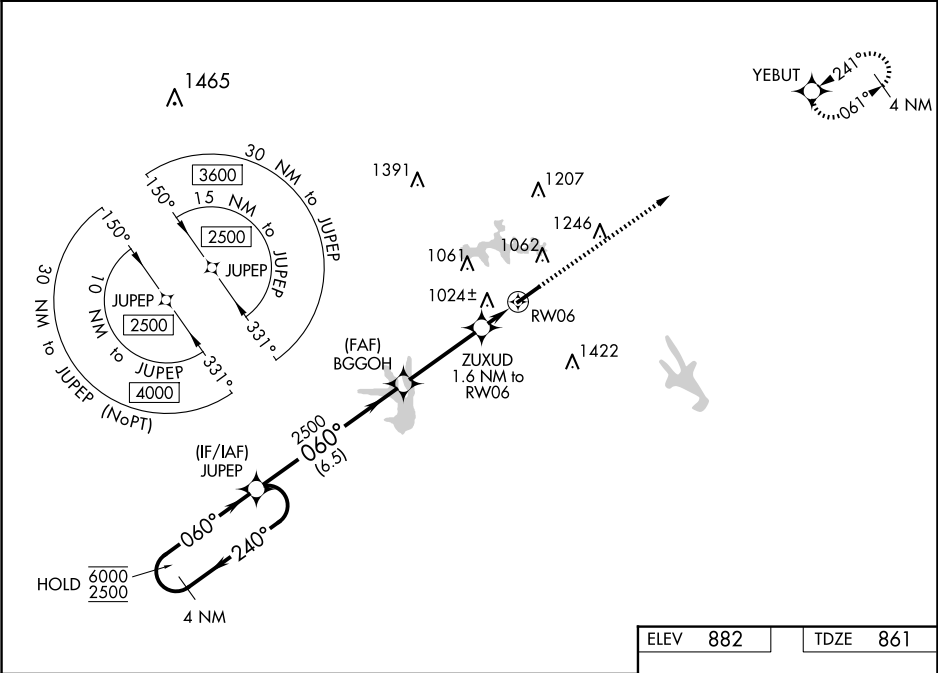 1465
YEBUT
241°
061°
4 NM
30 NM to JUPEP
3600
150°
15 NM to JUPEP
2500
JUPEP
331°
1391
1207
1246
1061
1062
1024±
RW06
150°
30 NM to JUPEP (NoPT)
10 NM to JUPEP
JUPEP
2500
4000
331°
(FAF)
BGGOH
ZUXUD
1.6 NM to
RW06
1422
2500
060°
(6.5)
(IF/IAF)
JUPEP
060°
240°
HOLD
6000
2500
4 NM
ELEV 882
TDZE 861